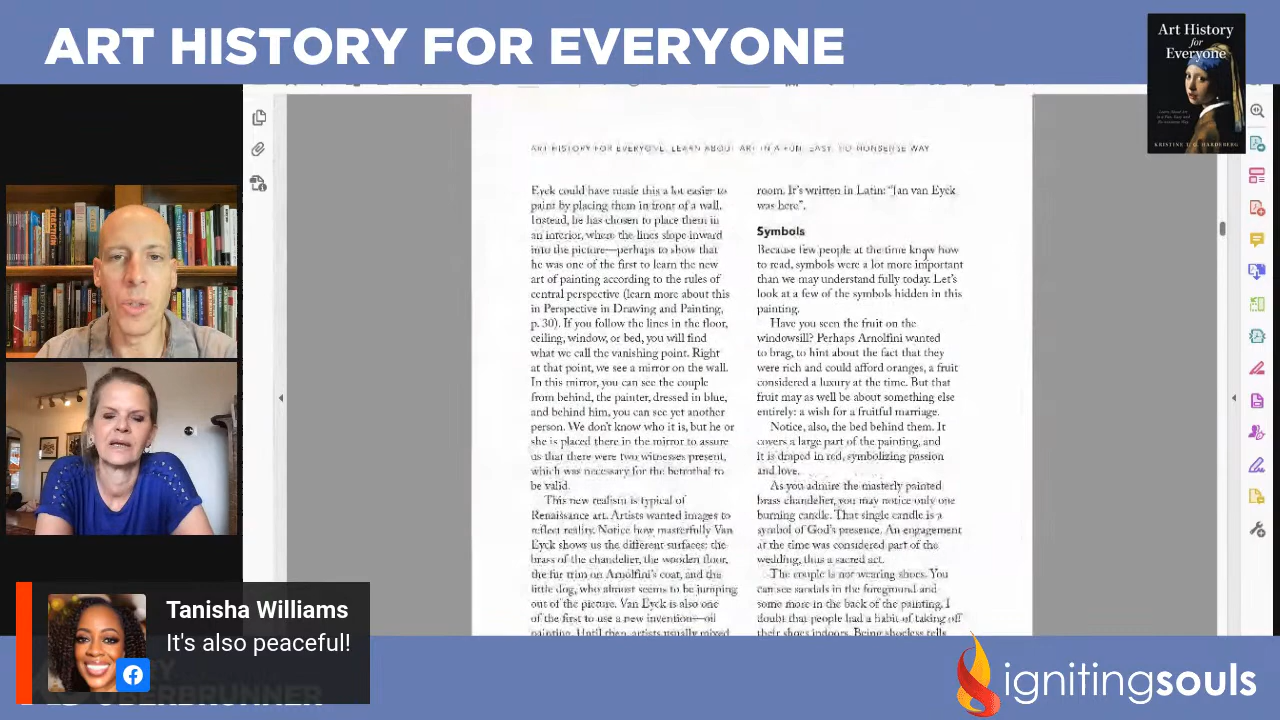 ART HISTORY FOR EVERYONE
Art History
for
Everyone
KRISTINE T. G. HARDEBERG
ART HISTORY FOR EVERYONE: LEARN ABOUT ART IN A FUN, EASY, NO-NONSENSE WAY
Eyck could have made this a lot easier to
paint by placing them in front of a wall.
Instead, he has chosen to place them in
an interior, where the lines slope inward
into the picture—perhaps to show that
he was one of the first to learn the new
art of painting according to the rules of
central perspective (learn more about this
in Perspective in Drawing and Painting,
p. 30). If you follow the lines in the floor,
ceiling, window, or bed, you will find
what we call the vanishing point. Right
at that point, we see a mirror on the wall.
In this mirror, you can see the couple
from behind, the painter, dressed in blue,
and behind him, you can see yet another
person. We don't know who it is, but he or
she is placed there in the mirror to assure
us that there were two witnesses present,
which was necessary for the betrothal to
be valid.
This new realism is typical of
Renaissance art. Artists wanted images to
reflect reality. Notice how masterfully Van
Eyck shows us the different surfaces: the
brass of the chandelier, the wooden floor,
the fur trim on Arnolfini's coat, and the
little dog, who almost seems to be jumping
out of the picture. Van Eyck is also one
of the first to use a new invention—oil
painting. Until then, artists usually mixed
room. It's written in Latin: "Jan van Eyck
was here".
Symbols
Because few people at the time knew how
to read, symbols were a lot more important
than we may understand fully today. Let's
look at a few of the symbols hidden in this
painting.
Have you seen the fruit on the
windowsill? Perhaps Arnolfini wanted
to brag, to hint about the fact that they
were rich and could afford oranges, a fruit
considered a luxury at the time. But that
fruit may as well be about something else
entirely: a wish for a fruitful marriage.
Notice, also, the bed behind them. It
covers a large part of the painting, and
it is draped in red, symbolizing passion
and love.
As you admire the masterly painted
brass chandelier, you may notice only one
burning candle. That single candle is a
symbol of God's presence. An engagement
at the time was considered part of the
wedding, thus a sacred act.
The couple is not wearing shoes. You
can see sandals in the foreground and
some more in the back of the painting. I
doubt that people had a habit of taking off
their shoes indoors. Being shoeless tells
Tanisha Williams
It's also peaceful!
OBERBRUNNER
ignitingsouls